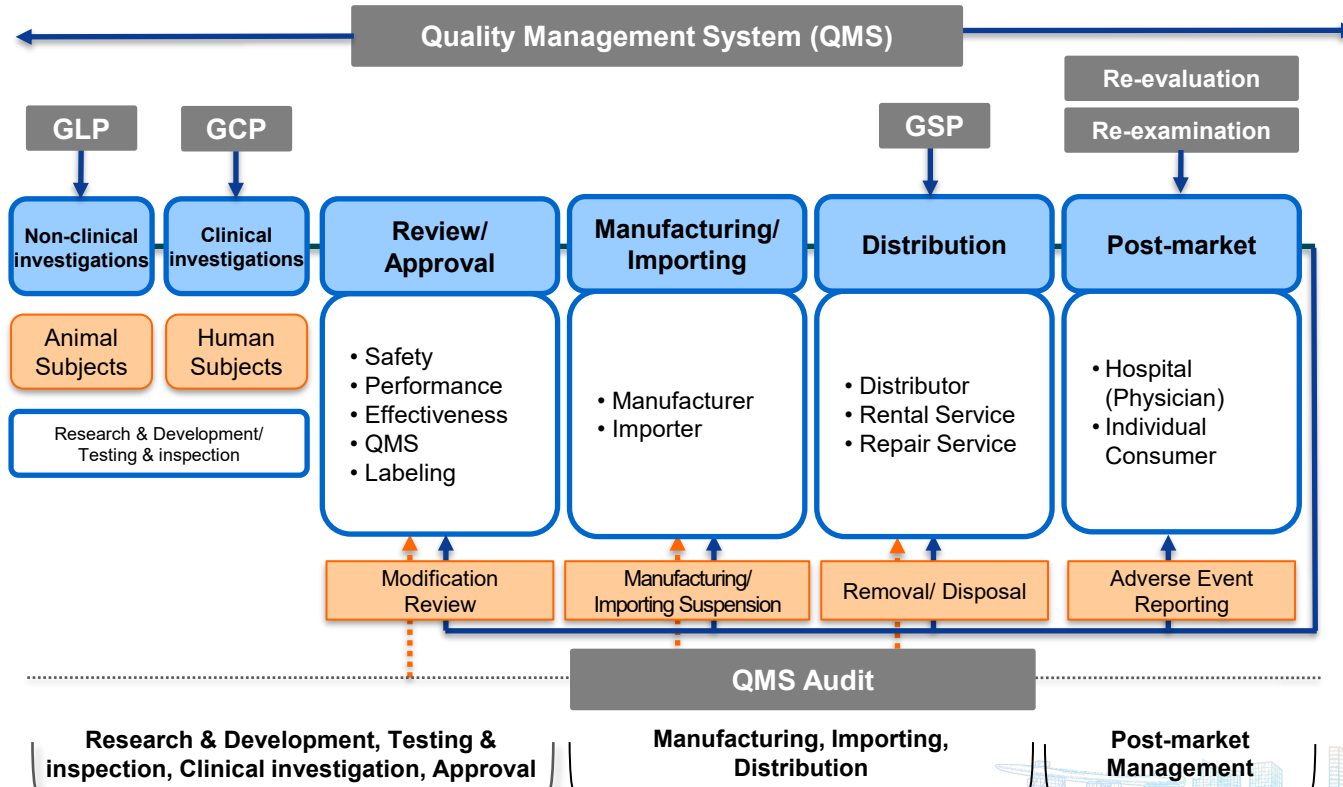 Quality Management System (QMS)
Re-evaluation
GLP
GCP
GSP
Re-examination
Non-clinical
investigations
Clinical
investigations
Review/
Approval
Manufacturing/
Importing
Distribution
Post-market
Animal
Subjects
Human
Subjects
Research & Development/
Testing & inspection
• Safety
• Performance
• Effectiveness
• QMS
• Labeling
• Manufacturer
• Importer
• Distributor
• Rental Service
• Repair Service
• Hospital
(Physician)
• Individual
Consumer
Modification
Review
Manufacturing/
Importing Suspension
Removal/ Disposal
Adverse Event
Reporting
QMS Audit
Research & Development, Testing &
inspection, Clinical investigation, Approval
Manufacturing, Importing,
Distribution
Post-market
Management